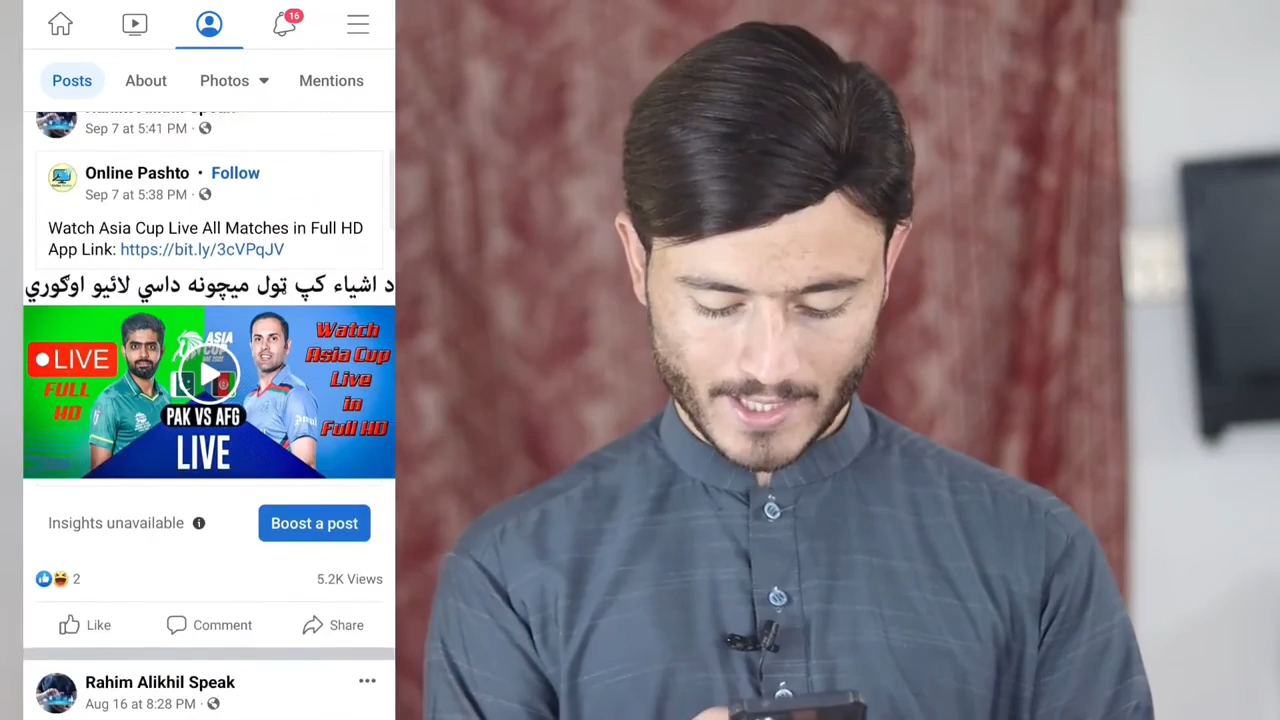 16
Posts
About
Photos
Mentions
Sep 7 at 5:41 PM
Online Pashto • Follow
Sep 7 at 5:38 PM
Watch Asia Cup Live All Matches in Full HD
App Link: https://bit.ly/3cVPqJV
د اشیاء کپ ټول میچونه داسي لائیو اوګوري
LIVE
FULL
HD
ASIA
CUP
PAK VS AFG
LIVE
Watch
Asia Cup
Live
in
Full HD
Insights unavailable
Boost a post
2
5.2K Views
Like
Comment
Share
Rahim Alikhil Speak
Aug 16 at 8:28 PM